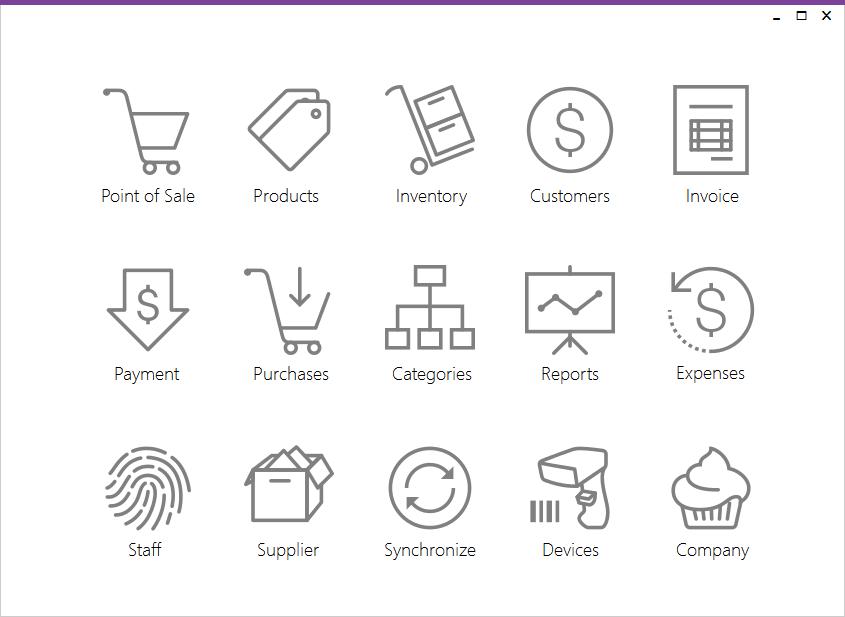 Point of Sale
Products
Inventory
Customers
Invoice
Payment
Purchases
Categories
Reports
Expenses
Staff
Supplier
Synchronize
Devices
Company